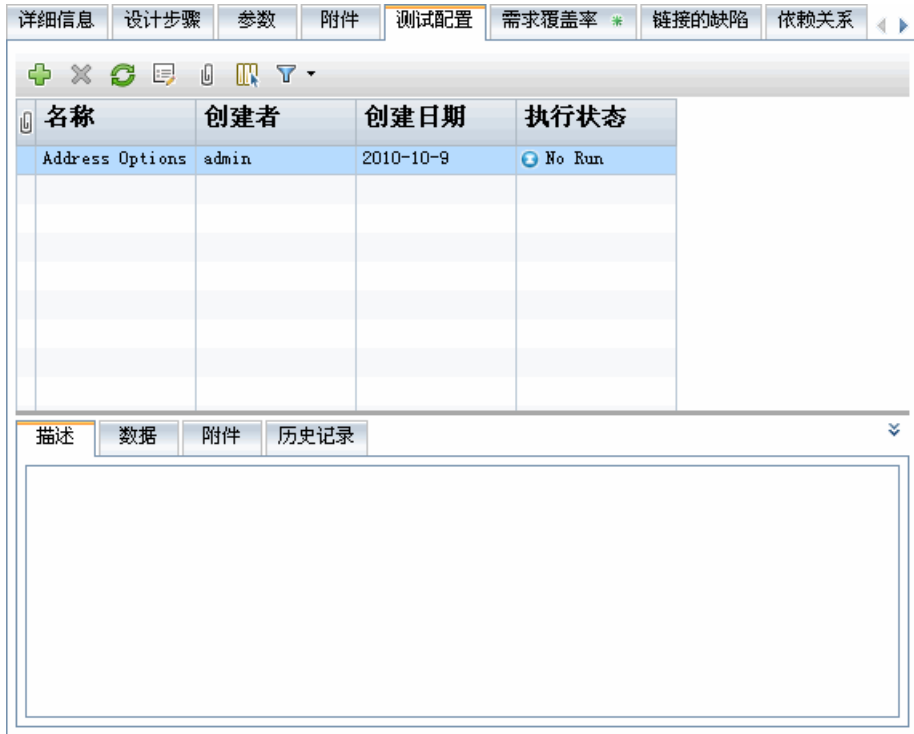 详细信息 设计步骤 参数 附件 测试配置 需求覆盖率 * 链接的缺陷 依赖关系
名称 创建者 创建日期 执行状态
Address Options admin 2010-10-9 No Run
描述 数据 附件 历史记录